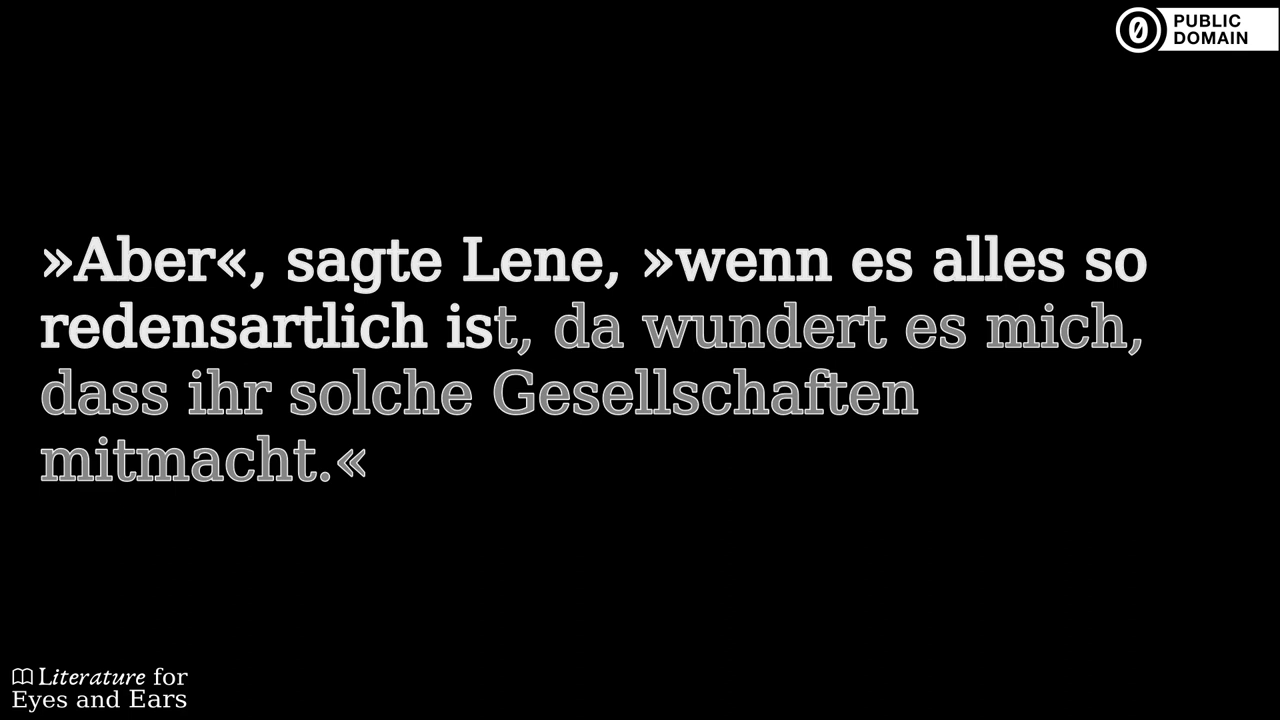 PUBLIC
DOMAIN
»Aber«, sagte Lene, »wenn es alles so
redensartlich ist, da wundert es mich,
dass ihr solche Gesellschaften
mitmacht.«
Literature for
Eyes and Ears